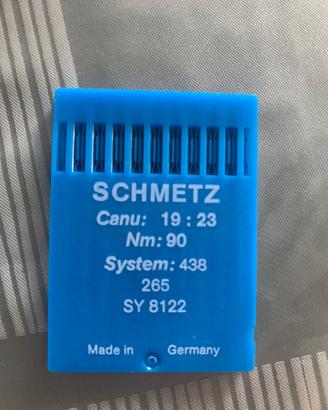 SCHMETZ
Canu: 19 : 23
Nm: 90
System: 438
265
SY 8122
Made in Germany